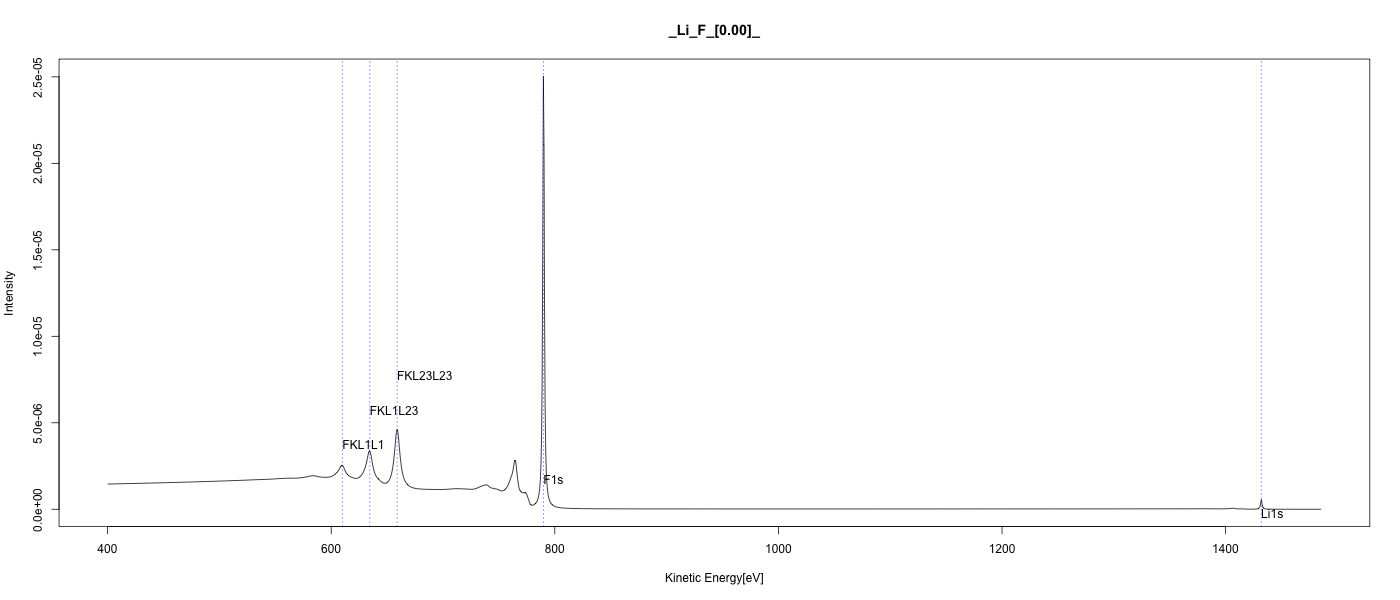 _Li_F_[0.00]_
2.5e-05
2.0e-05
1.5e-05
1.0e-05
5.0e-06
0.0e+00
Intensity
FKL23L23
FKL1L23
FKL1L1
F1s
Li1s
400 600 800 1000 1200 1400
Kinetic Energy[eV]